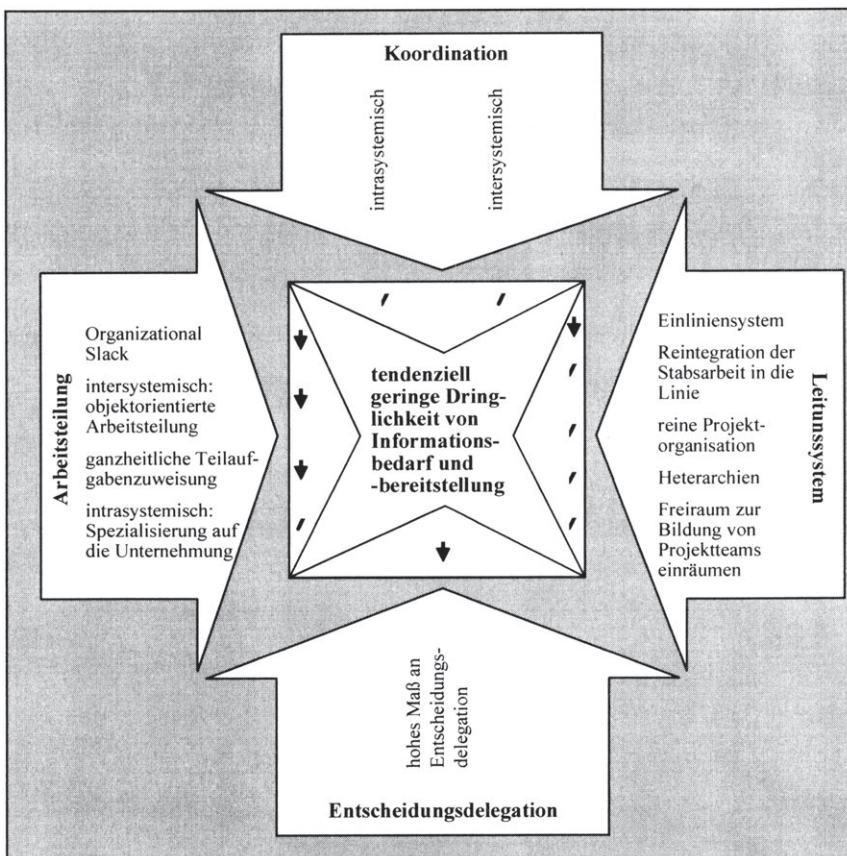 Koordination
intrasystemisch
intersystemisch
Arbeitsteilung
Organizational
Slack
intersystemisch:
objektorientierte
Arbeitsteilung
ganzheitliche Teilauf-
gabenzuweisung
intrasystemisch:
Spezialisierung auf
die Unternehmung
tendenziell
geringe Dring-
lichkeit von
Informations-
bedarf und
-bereitstellung
Einliniensystem
Reintegration der
Stabsarbeit in die
Linie
reine Projekt-
organisation
Heterarchien
Freiraum zur
Bildung von
Projektteams
einräumen
Leitunssystem
hohes Maß an
Entscheidungs-
delegation
Entscheidungsdelegation